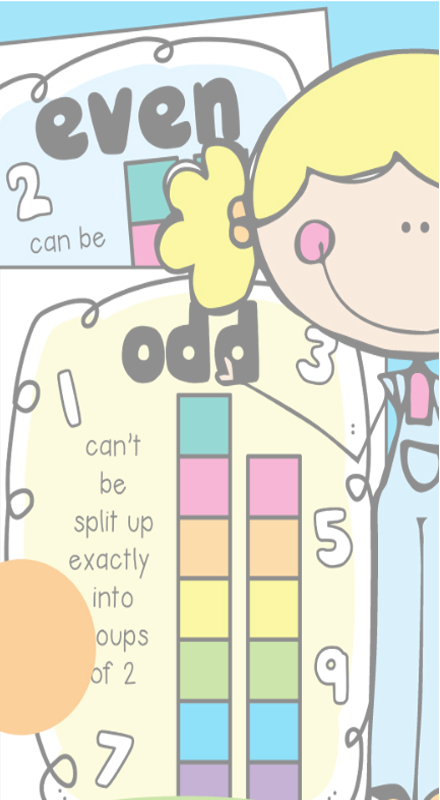 even
2
can be
odd
3
1
can't
be
split up
5
exactly
into
oups
9
of 2
7